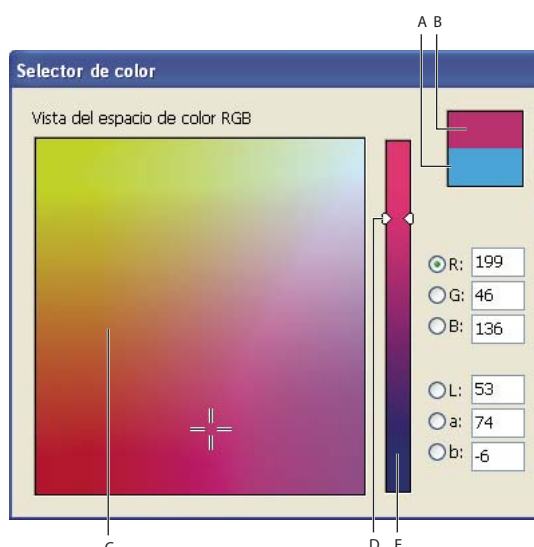 A B
Selector de color
Vista del espacio de color RGB
R: 199
G: 46
B: 136
L: 53
a: 74
b: -6
C D E